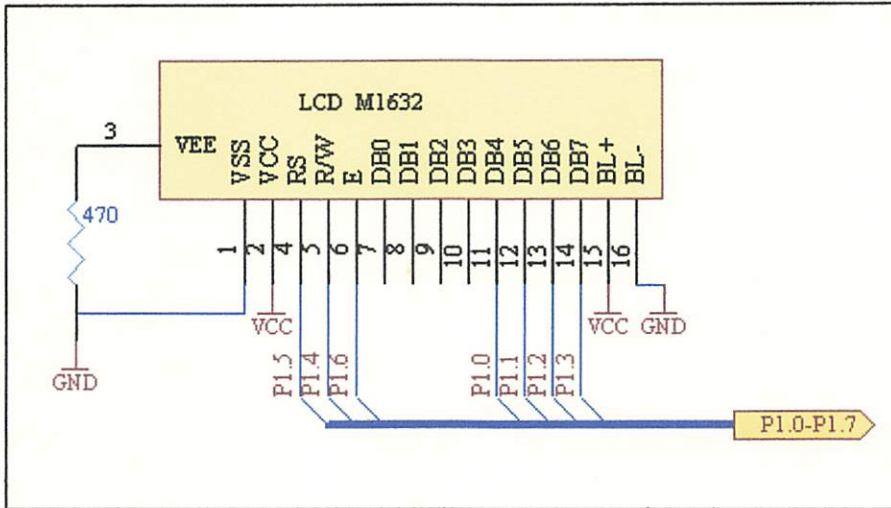 LCD M1632
3
VEE
VSS
VCC
RS
R/W
E
DB0
DB1
DB2
DB3
DB4
DB5
DB6
DB7
BL+
BL-
470
1
2
4
5
6
7
8
9
10
11
12
13
14
15
16
VCC
VCC
GND
GND
P1.5
P1.4
P1.6
P1.0
P1.1
P1.2
P1.3
P1.0-P1.7